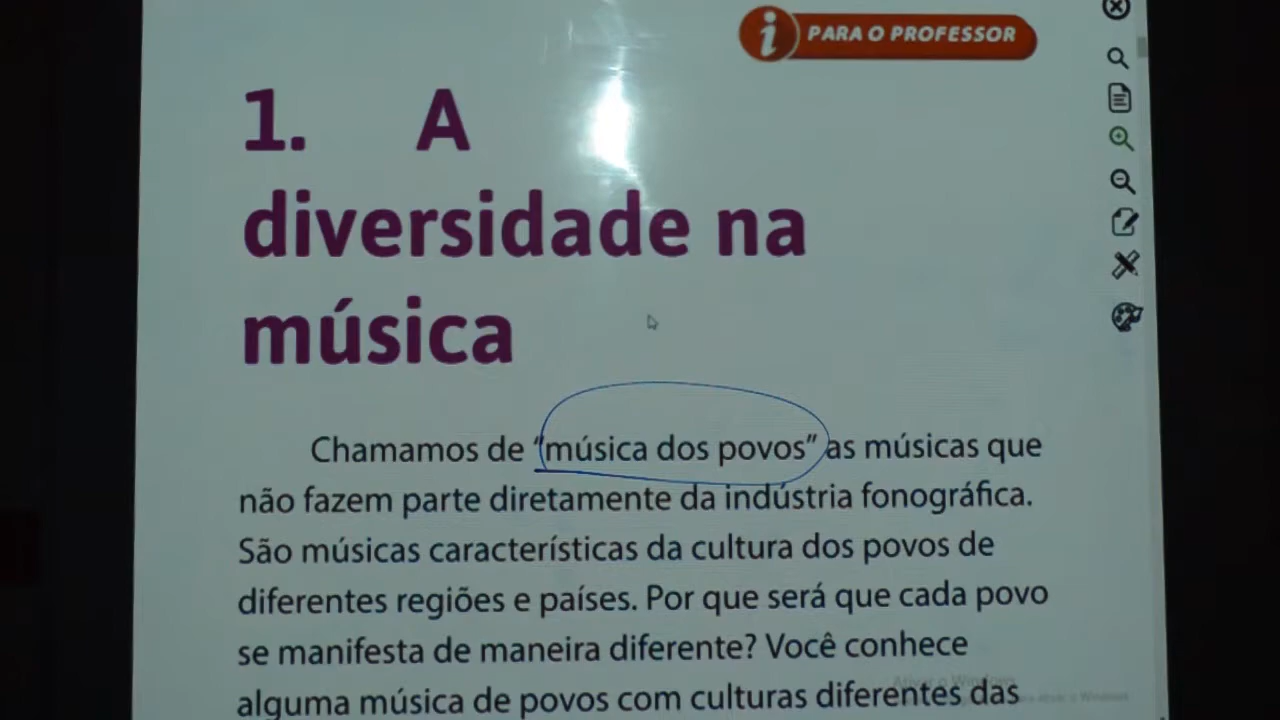 i PARA O PROFESSOR
1. A
diversidade na
música
Chamamos de “música dos povos” as músicas que
não fazem parte diretamente da indústria fonográfica.
São músicas características da cultura dos povos de
diferentes regiões e países. Por que será que cada povo
se manifesta de maneira diferente? Você conhece
Ativar o Windows
alguma música de povos com culturas diferentes das